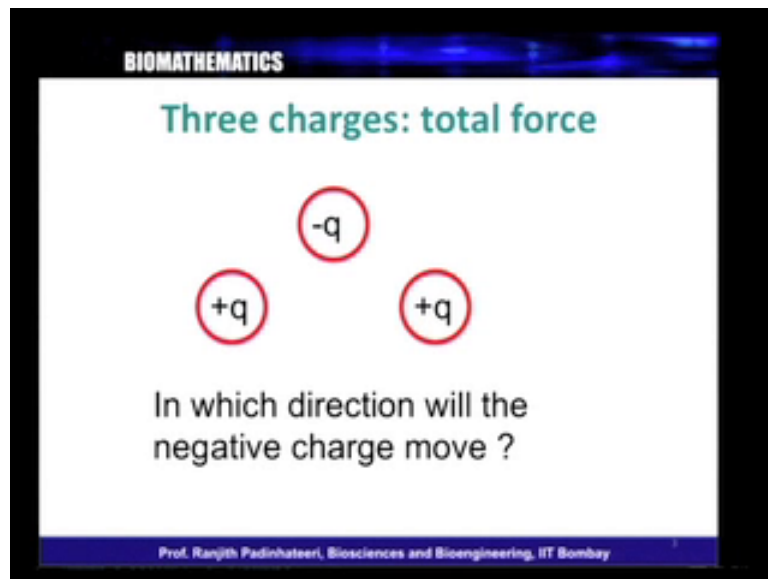 BIOMATHEMATICS
Three charges: total force
-q
+q +q
In which direction will the
negative charge move ?
Prof. Ranjith Padinhateeri, Biosciences and Bioengineering, IIT Bombay